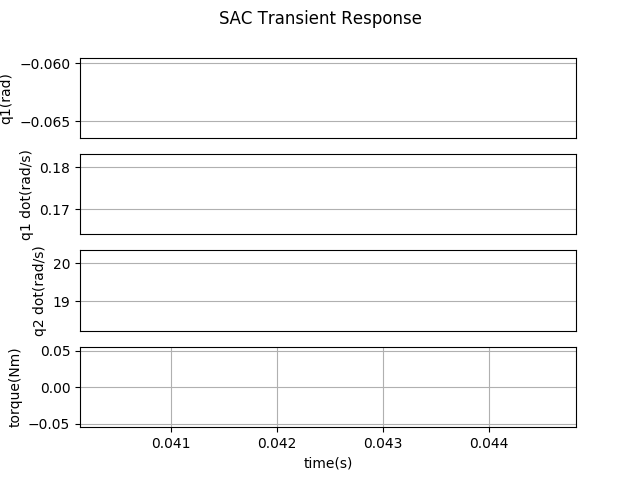 SAC Transient Response
−0.060
−0.065
q1(rad)
0.18
0.17
q1 dot(rad/s)
20
19
q2 dot(rad/s)
0.05
0.00
−0.05
torque(Nm)
0.041 0.042 0.043 0.044
time(s)